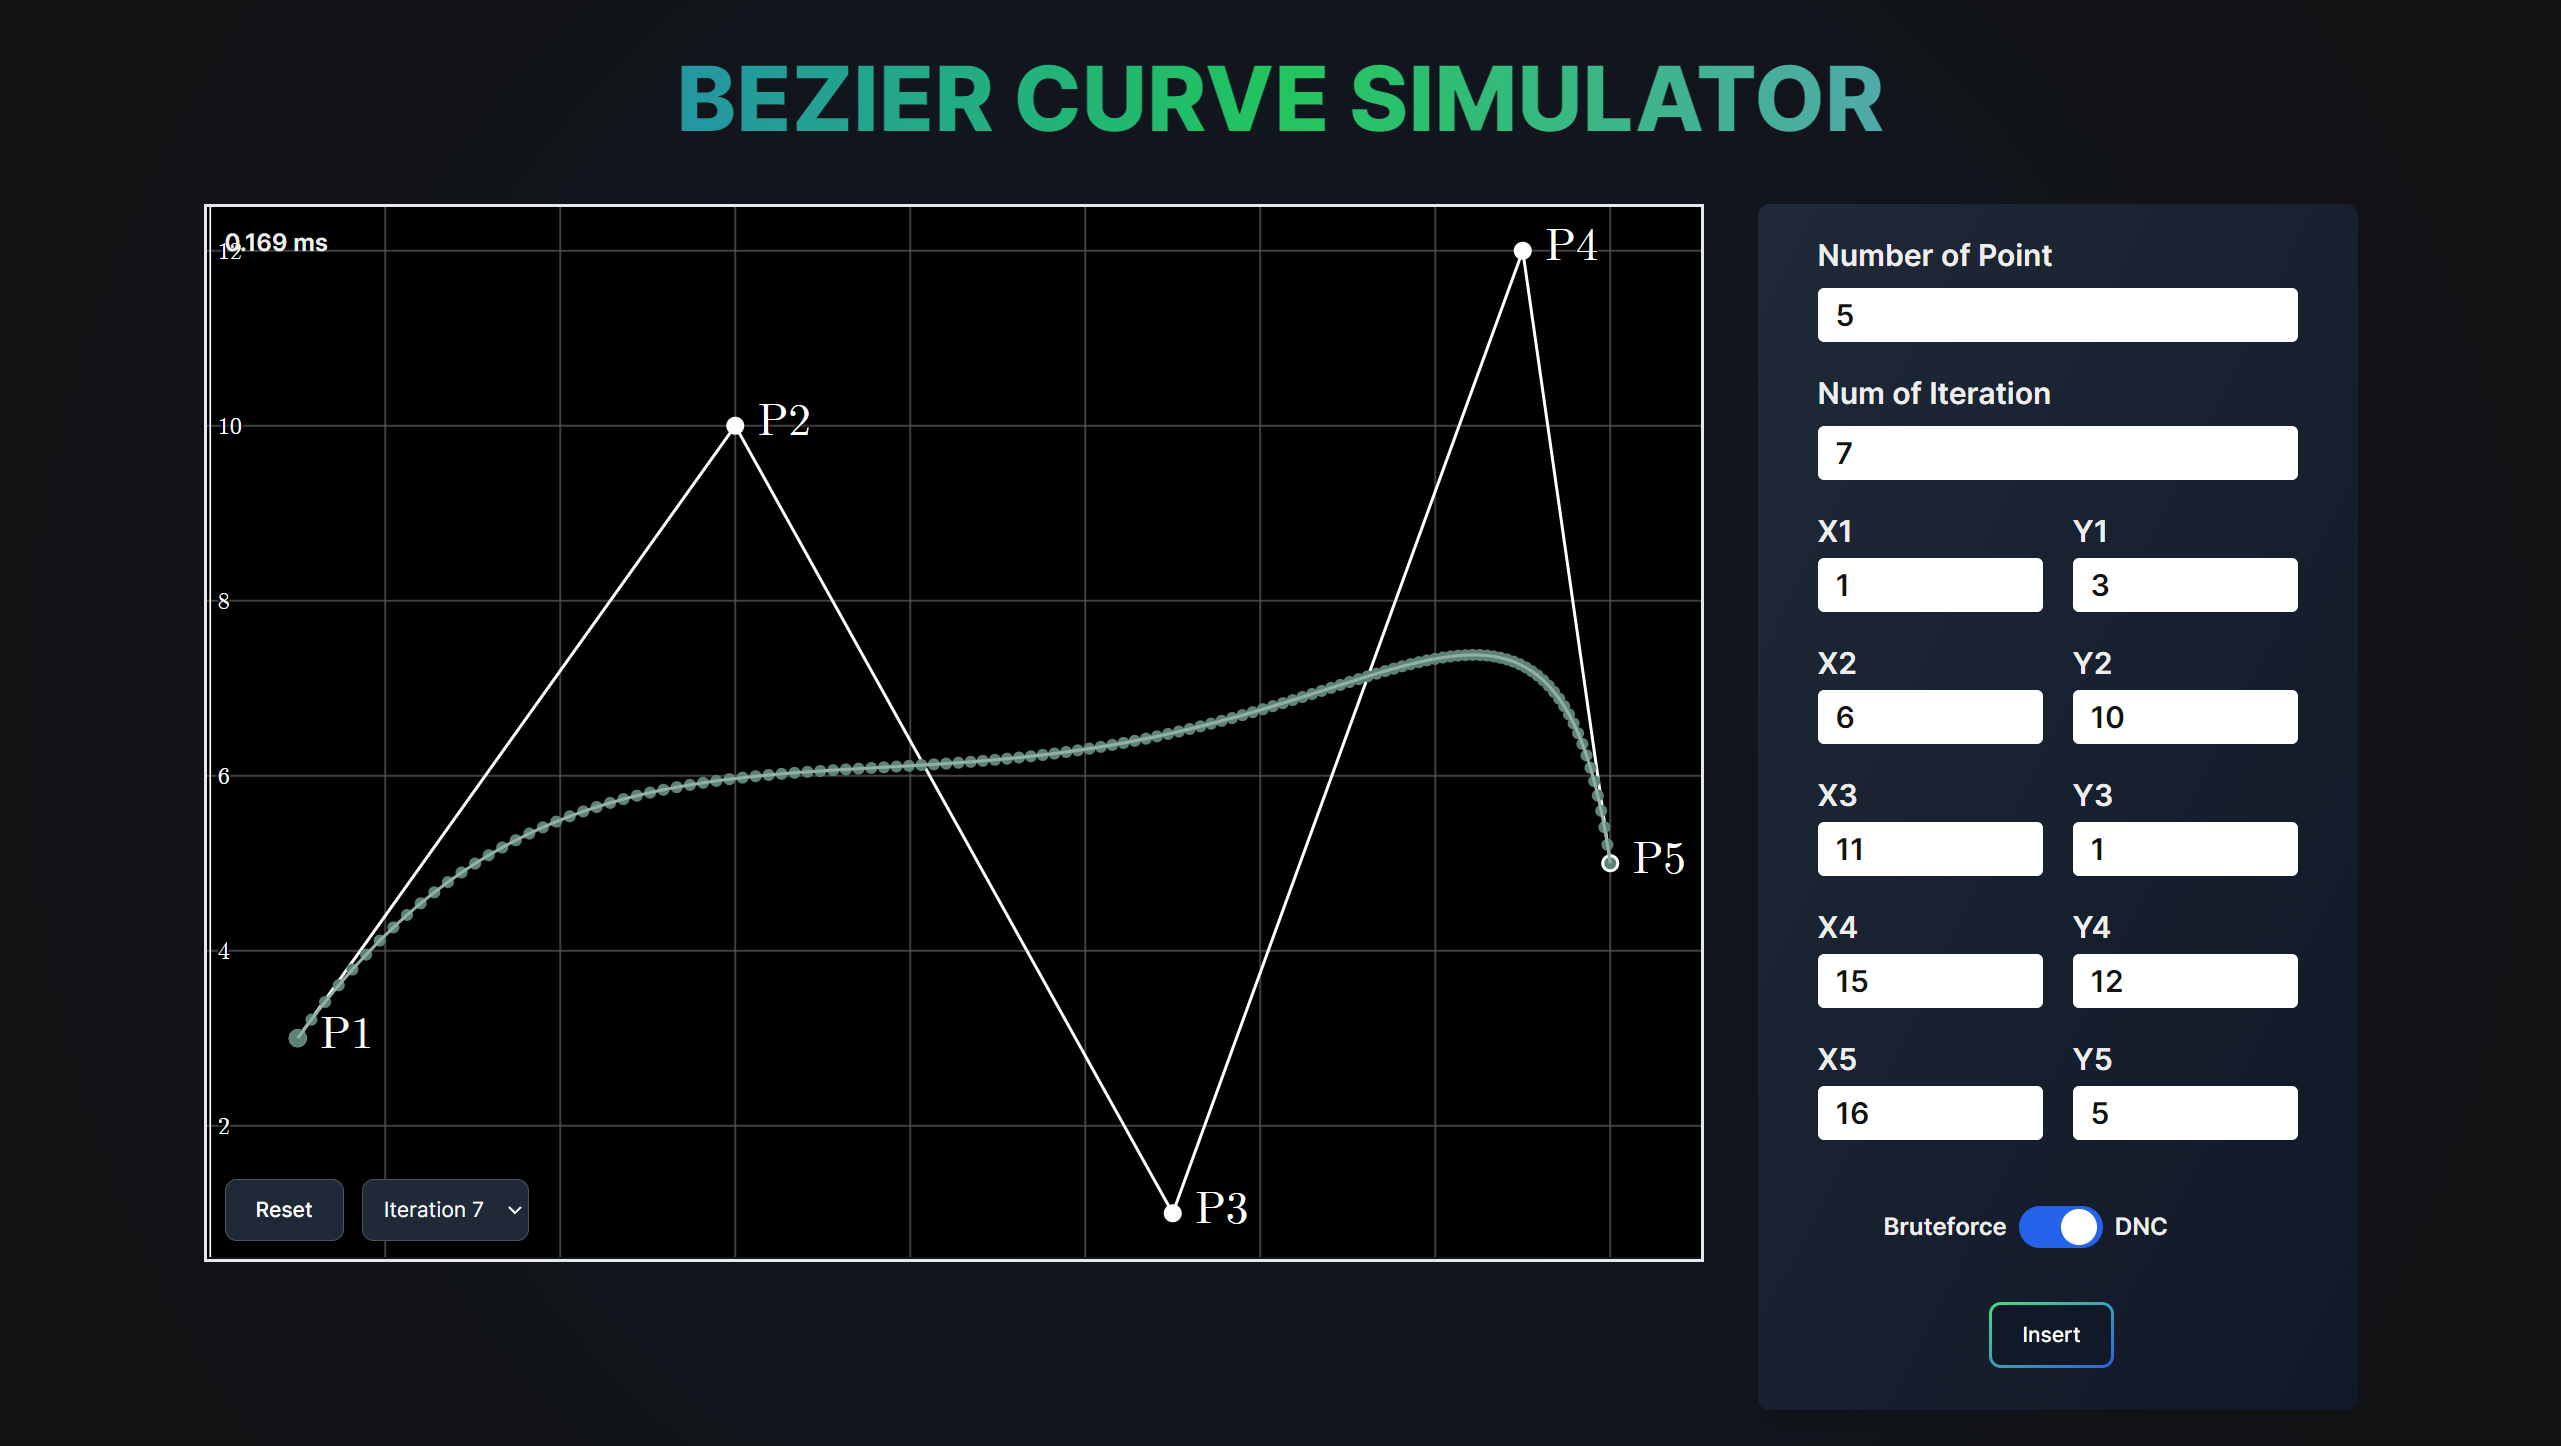 BEZIER CURVE SIMULATOR
0.169 ms
12
P4
10
P2
8
6
P5
4
P1
2
P3
Reset
Iteration 7
Number of Point
5
Num of Iteration
7
X1 Y1
1 3
X2 Y2
6 10
X3 Y3
11 1
X4 Y4
15 12
X5 Y5
16 5
Bruteforce DNC
Insert